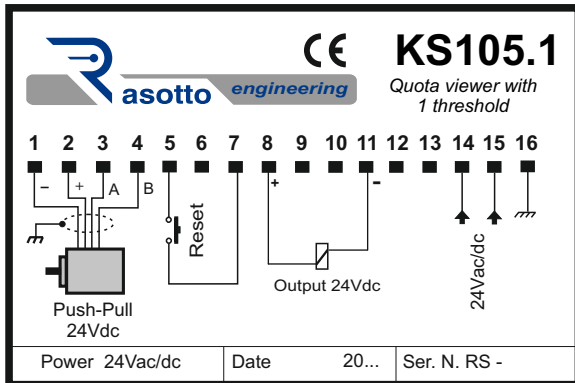 Rasotto engineering
CE
KS105.1
Quota viewer with
1 threshold
1 2 3 4 5 6 7 8 9 10 11 12 13 14 15 16
– + A B + -
Reset
Output 24Vdc
24Vac/dc
Push-Pull
24Vdc
Power 24Vac/dc Date 20... Ser. N. RS -